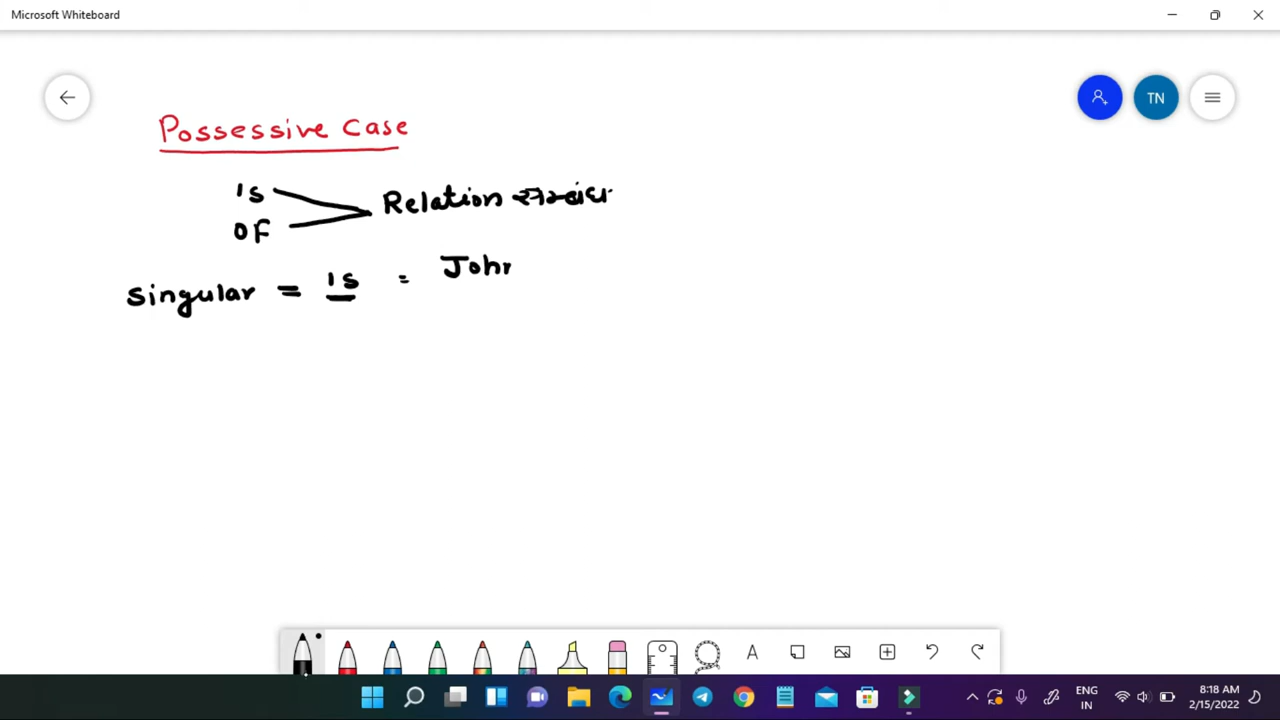 Microsoft Whiteboard
TN
Possessive Case
's
OF
Relation
singular = 's = John
ENG
IN
8:18 AM
2/15/2022